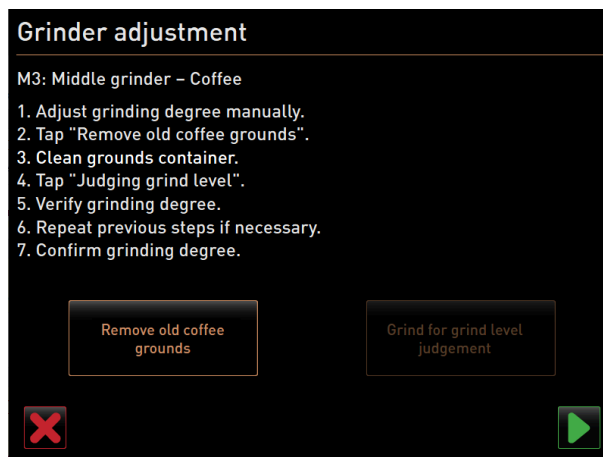 Grinder adjustment
M3: Middle grinder – Coffee
1. Adjust grinding degree manually.
2. Tap "Remove old coffee grounds".
3. Clean grounds container.
4. Tap "Judging grind level".
5. Verify grinding degree.
6. Repeat previous steps if necessary.
7. Confirm grinding degree.
Remove old coffee
grounds
Grind for grind level
judgement